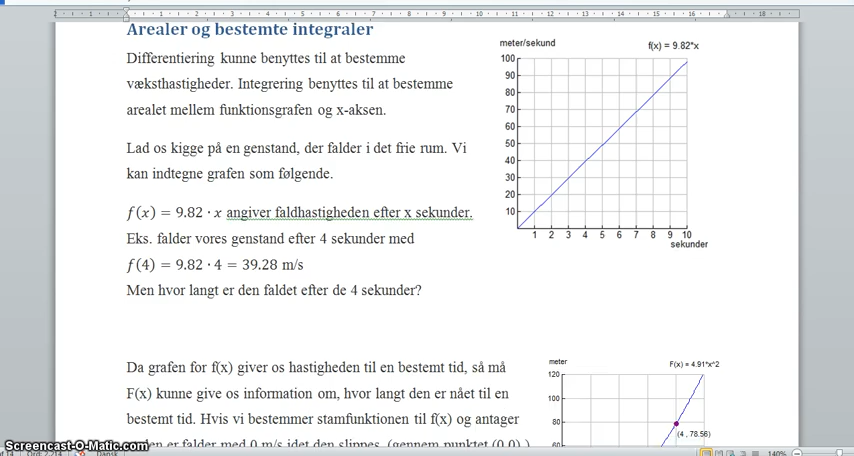 Arealer og bestemte integraler
Differentiering kunne benyttes til at bestemme
væksthastigheder. Integrering benyttes til at bestemme
arealet mellem funktionsgrafen og x-aksen.
Lad os kigge på en genstand, der falder i det frie rum. Vi
kan indtegne grafen som følgende.
f(x) = 9.82 · x angiver faldhastigheden efter x sekunder.
Eks. falder vores genstand efter 4 sekunder med
f(4) = 9.82 · 4 = 39.28 m/s
Men hvor langt er den faldet efter de 4 sekunder?
meter/sekund
f(x) = 9.82*x
100
90
80
70
60
50
40
30
20
10
1 2 3 4 5 6 7 8 9 10
sekunder
Da grafen for f(x) giver os hastigheden til en bestemt tid, så må
F(x) kunne give os information om, hvor langt den er nået til en
bestemt tid. Hvis vi bestemmer stamfunktionen til f(x) og antager
den er falder med 0 m/s idet den slippes. (gennem punktet (0,0).)
meter
F(x) = 4.91*x^2
120
100
80
60
(4 , 78.56)
Screencast-O-Matic.com
Ord: 2.214
Dansk
140%